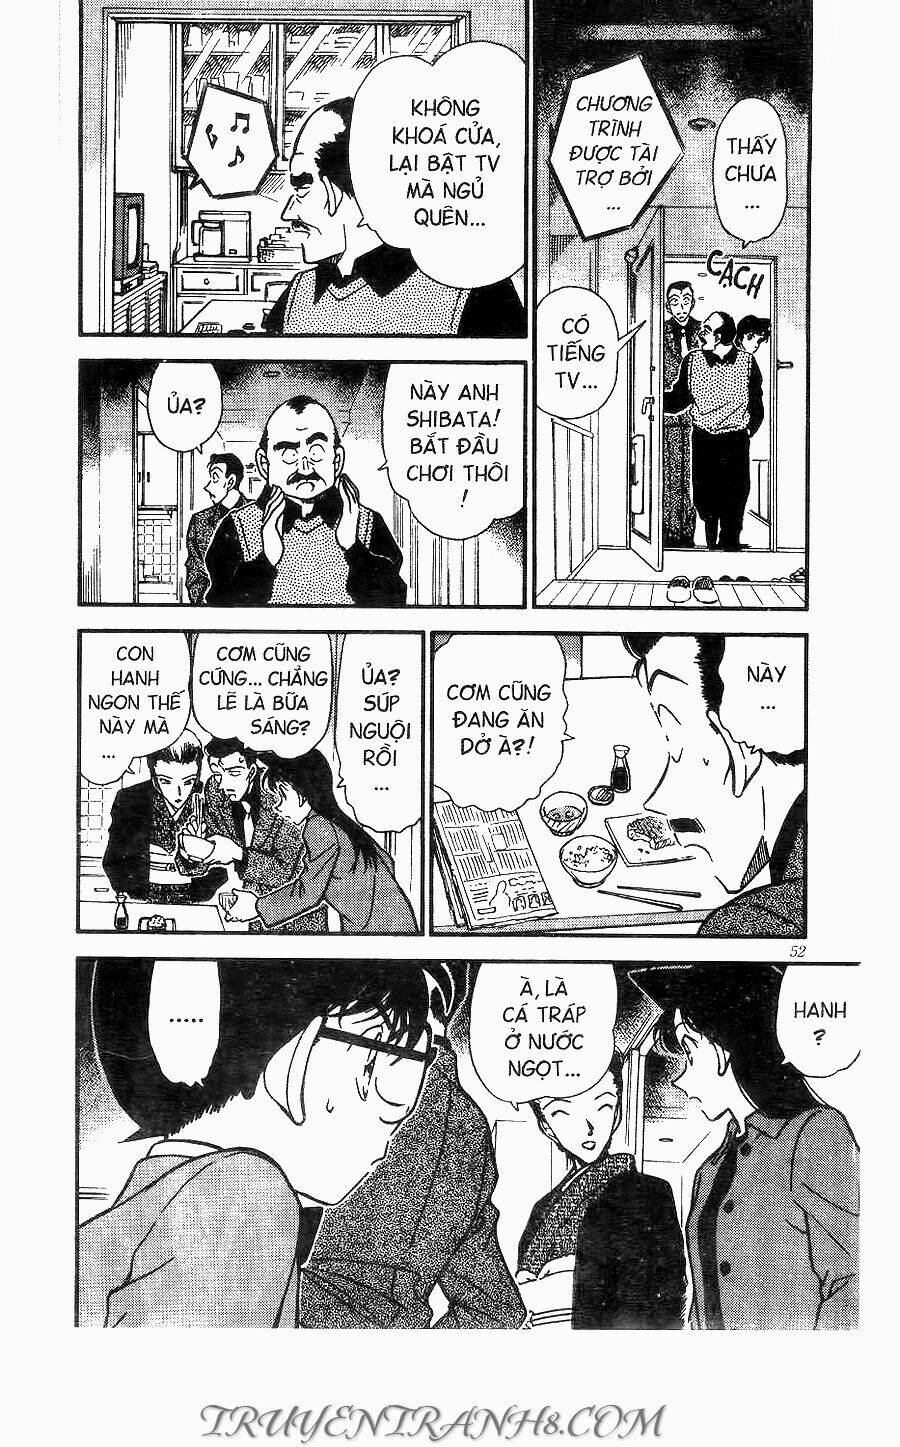 THẤY
CHƯA
...
CẠCH
CHƯƠNG
TRÌNH
ĐƯỢC TÀI
TRỢ BỞI
...
CÓ
TIẾNG
TV...
KHÔNG
KHOÁ CỬA,
LẠI BẬT TV
MÀ NGỦ
QUÊN...
NÀY ANH
SHIBATA!
BẮT ĐẦU
CHƠI THÔI
!
ỦA?
NÀY
...
CƠM CŨNG
ĐANG ĂN
DỞ À?!
ỦA?
SÚP
NGUỘI
RỒI
...
CƠM CŨNG
CỨNG... CHẲNG
LẼ LÀ BỮA
SÁNG?
CON
HANH
NGON THẾ
NÀY MÀ
...
52
HANH
?
À, LÀ
CÁ TRÁP
Ở NƯỚC
NGỌT...
......
TRUYENTRANH8.COM